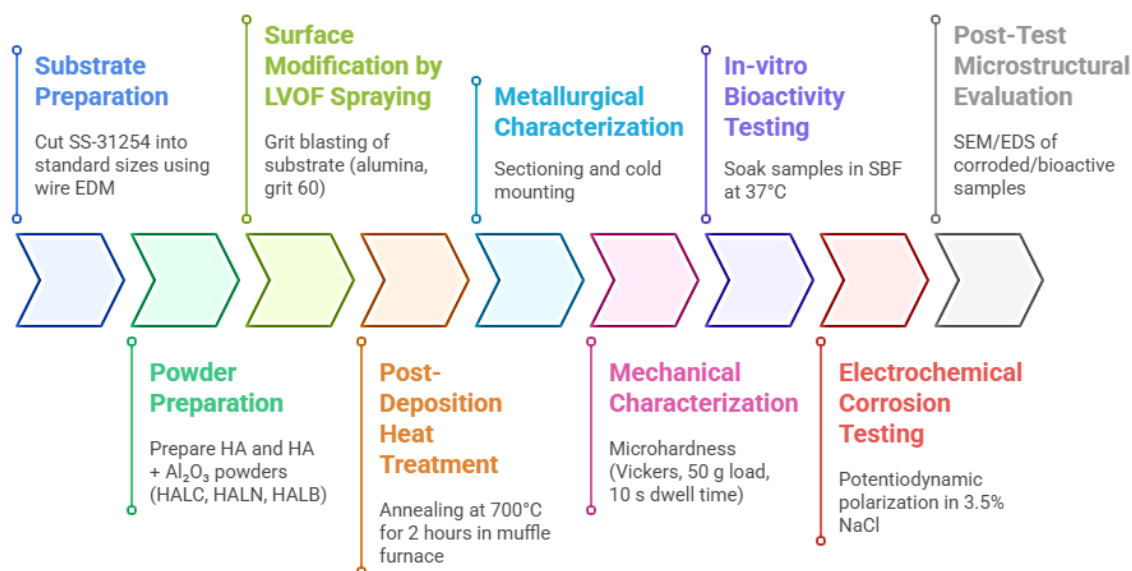 Substrate
Preparation
Cut SS-31254 into
standard sizes using
wire EDM
Powder
Preparation
Prepare HA and HA
+ Al₂O₃ powders
(HALC, HALN, HALB)
Surface
Modification by
LVOF Spraying
Grit blasting of
substrate (alumina,
grit 60)
Post-
Deposition
Heat
Treatment
Annealing at 700°C
for 2 hours in muffle
furnace
Metallurgical
Characterization
Sectioning and cold
mounting
Mechanical
Characterization
Microhardness
(Vickers, 50 g load,
10 s dwell time)
In-vitro
Bioactivity
Testing
Soak samples in SBF
at 37°C
Electrochemical
Corrosion
Testing
Potentiodynamic
polarization in 3.5%
NaCl
Post-Test
Microstructural
Evaluation
SEM/EDS of
corroded/bioactive
samples